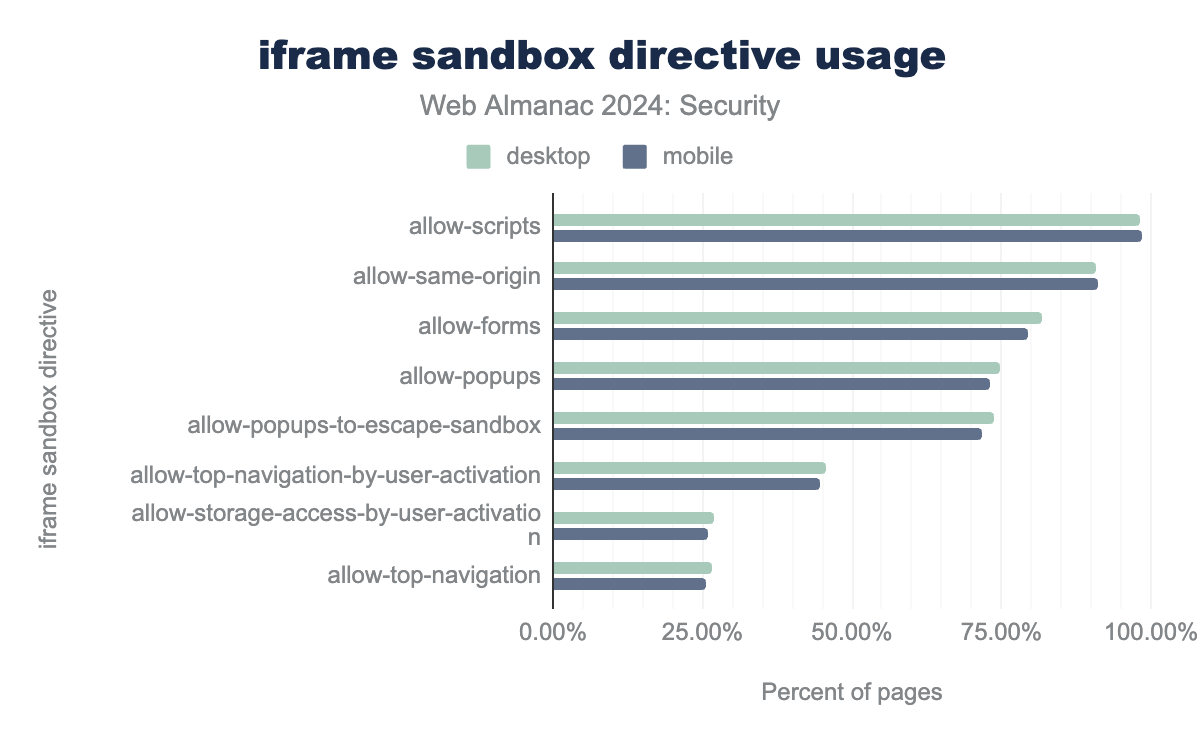 iframe sandbox directive usage
Web Almanac 2024: Security
desktop mobile
iframe sandbox directive
allow-scripts
allow-same-origin
allow-forms
allow-popups
allow-popups-to-escape-sandbox
allow-top-navigation-by-user-activation
allow-storage-access-by-user-activatio
n
allow-top-navigation
0.00% 25.00% 50.00% 75.00% 100.00%
Percent of pages